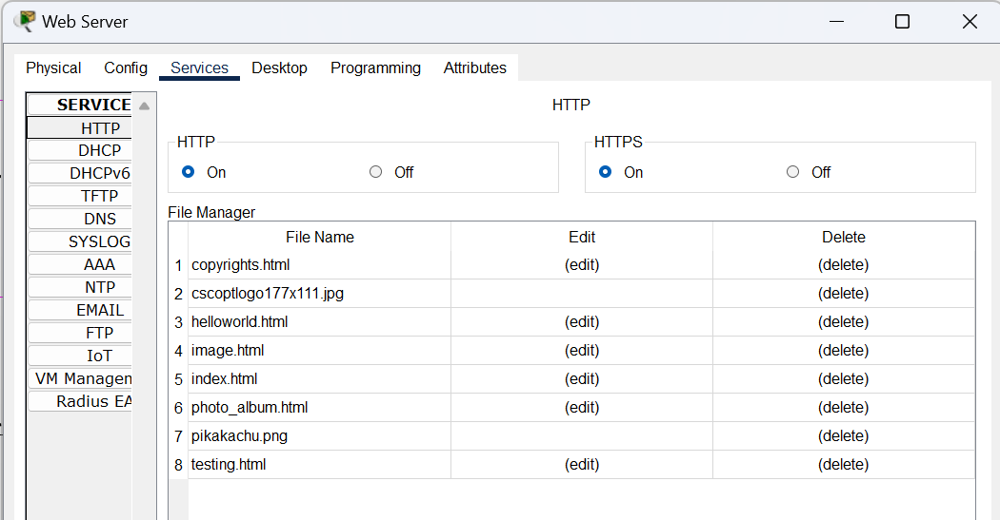 Web Server
Physical Config Services Desktop Programming Attributes
SERVICE
HTTP
DHCP
DHCPv6
TFTP
DNS
SYSLOG
AAA
NTP
EMAIL
FTP
IoT
VM Managen
Radius EA
HTTP
HTTP
On Off
HTTPS
On Off
File Manager
File Name Edit Delete
1 copyrights.html (edit) (delete)
2 cscoptlogo177x111.jpg (delete)
3 helloworld.html (edit) (delete)
4 image.html (edit) (delete)
5 index.html (edit) (delete)
6 photo_album.html (edit) (delete)
7 pikakachu.png (delete)
8 testing.html (edit) (delete)